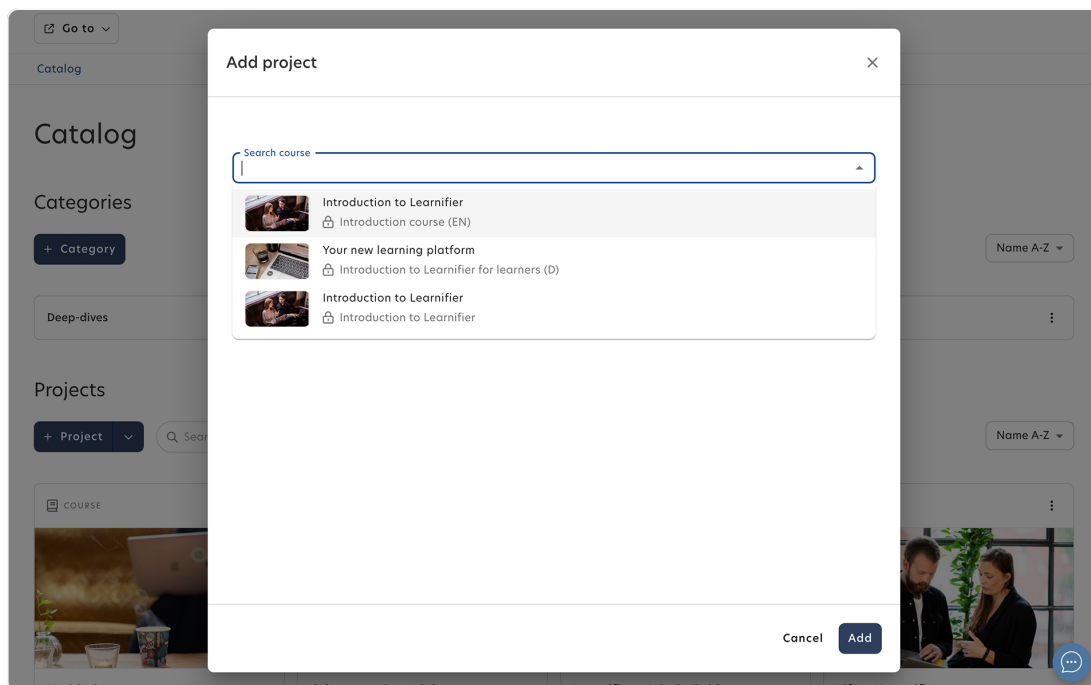 Go to
Catalog
Catalog
Categories
+ Category
Name A-Z
Deep-dives
Projects
+ Project
Sear
Name A-Z
COURSE
Add project
Search course
Introduction to Learnifier
Introduction course (EN)
Your new learning platform
Introduction to Learnifier for learners (D)
Introduction to Learnifier
Introduction to Learnifier
Cancel
Add